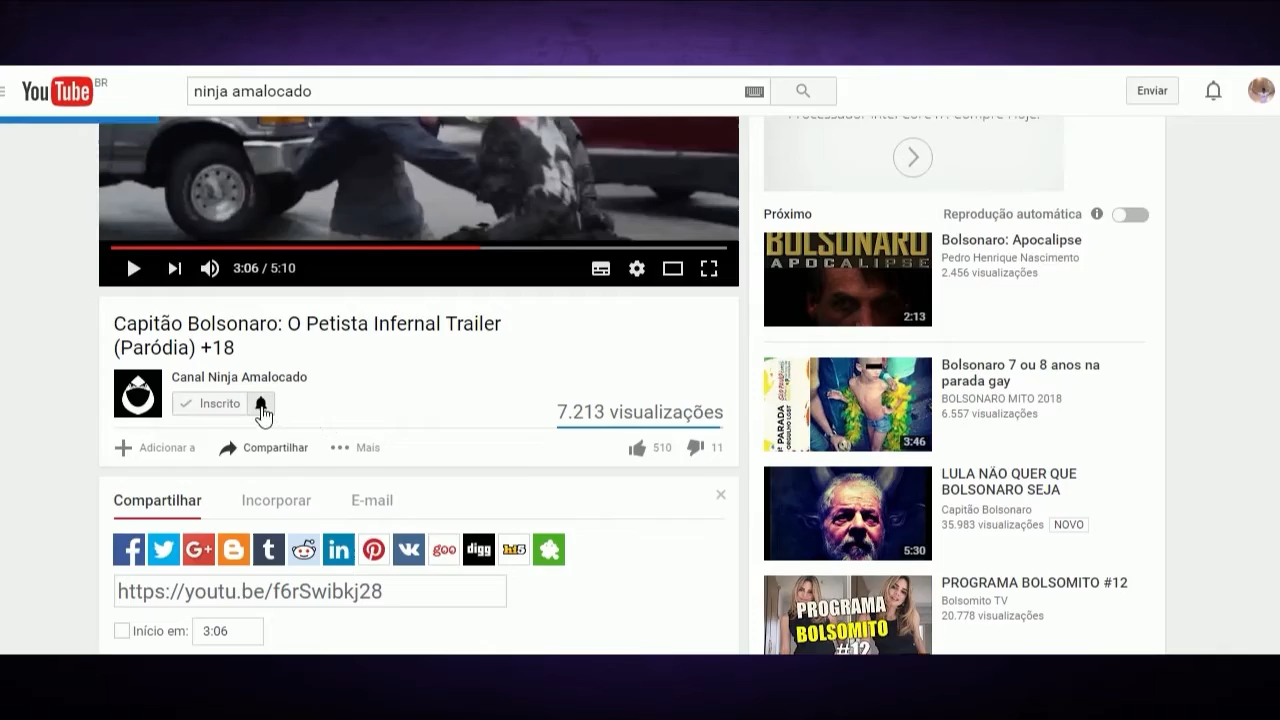 YouTube BR
ninja amalocado
Enviar
3:06 / 5:10
Capitão Bolsonaro: O Petista Infernal Trailer
(Paródia) +18
Canal Ninja Amalocado
Inscrito
7.213 visualizações
Adicionar a
Compartilhar
Mais
510
11
Compartilhar
Incorporar
E-mail
goo
digg
hi5
https://youtu.be/f6rSwibkj28
Início em:
3:06
Próximo
Reprodução automática
BOLSONARO
APOCALIPSE
2:13
Bolsonaro: Apocalipse
Pedro Henrique Nascimento
2.456 visualizações
PARADA
3:46
Bolsonaro 7 ou 8 anos na
parada gay
BOLSONARO MITO 2018
6.557 visualizações
5:30
LULA NÃO QUER QUE
BOLSONARO SEJA
Capitão Bolsonaro
35.983 visualizações
NOVO
PROGRAMA
BOLSOMITO
#12
PROGRAMA BOLSOMITO #12
Bolsomito TV
20.778 visualizações